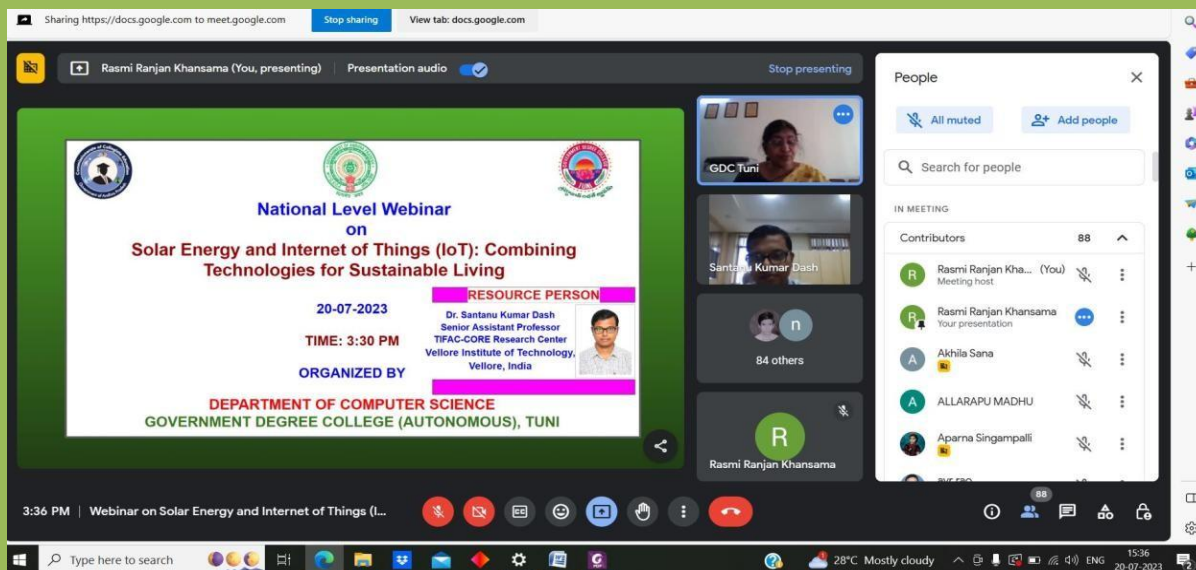 Sharing https://docs.google.com to meet.google.com
Stop sharing
View tab: docs.google.com
Rasmi Ranjan Khansama (You, presenting)
Presentation audio
Stop presenting
National Level Webinar
on
Solar Energy and Internet of Things (IoT): Combining
Technologies for Sustainable Living
20-07-2023
TIME: 3:30 PM
ORGANIZED BY
RESOURCE PERSON
Dr. Santanu Kumar Dash
Senior Assistant Professor
TIFAC-CORE Research Center
Vellore Institute of Technology,
Vellore, India
DEPARTMENT OF COMPUTER SCIENCE
GOVERNMENT DEGREE COLLEGE (AUTONOMOUS), TUNI
TUNI
GDC Tuni
Santanu Kumar Dash
n
84 others
R
Rasmi Ranjan Khansama
People
All muted
Add people
Search for people
IN MEETING
Contributors
88
R
Rasmi Ranjan Kha... (You)
Meeting host
R
Rasmi Ranjan Khansama
Your presentation
A
Akhila Sana
A
ALLARAPU MADHU
Aparna Singampalli
3:36 PM | Webinar on Solar Energy and Internet of Things (I...
CC
88
Type here to search
28°C Mostly cloudy
ENG
15:36
20-07-2023
2